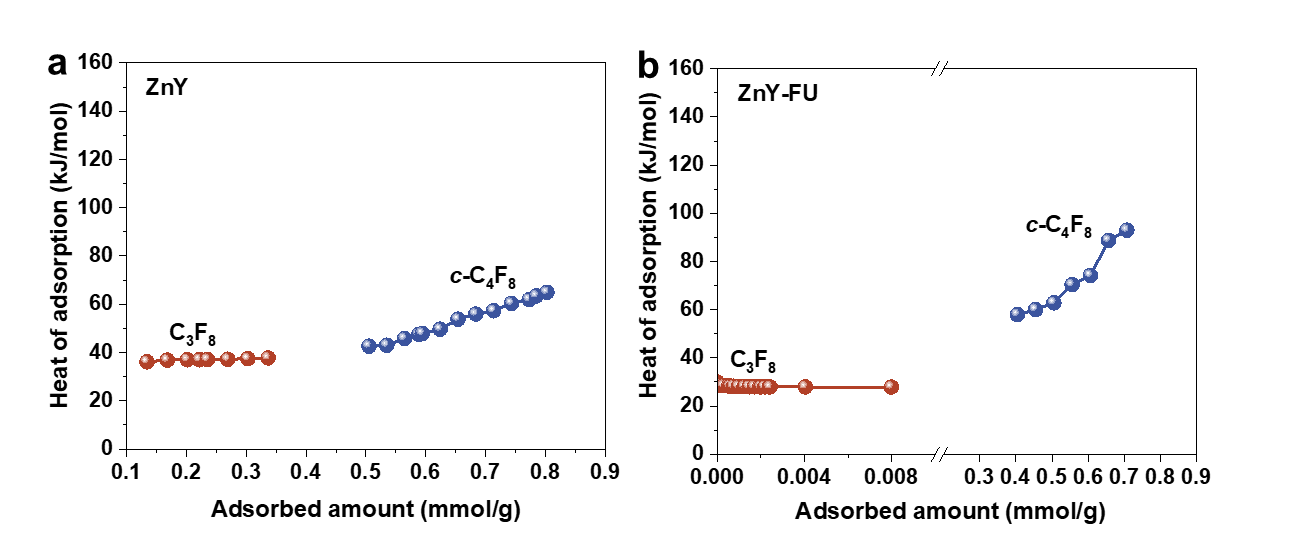 a
ZnY
Heat of adsorption (kJ/mol)
160
140
120
100
80
60
40
20
0
C₃F₈
c-C₄F₈
0.1 0.2 0.3 0.4 0.5 0.6 0.7 0.8 0.9
Adsorbed amount (mmol/g)
b
ZnY-FU
Heat of adsorption (kJ/mol)
160
140
120
100
80
60
40
20
0
C₃F₈
c-C₄F₈
0.000 0.004 0.008 0.3 0.4 0.5 0.6 0.7 0.8 0.9
Adsorbed amount (mmol/g)